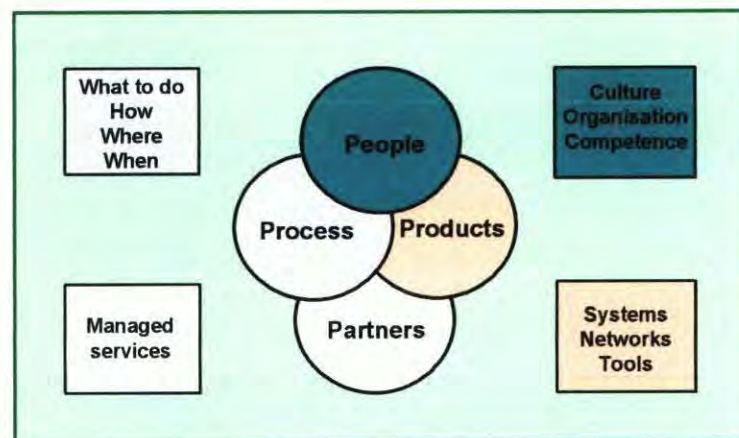 What to do
How
Where
When
Culture
Organisation
Competence
People
Process
Products
Partners
Managed
services
Systems
Networks
Tools